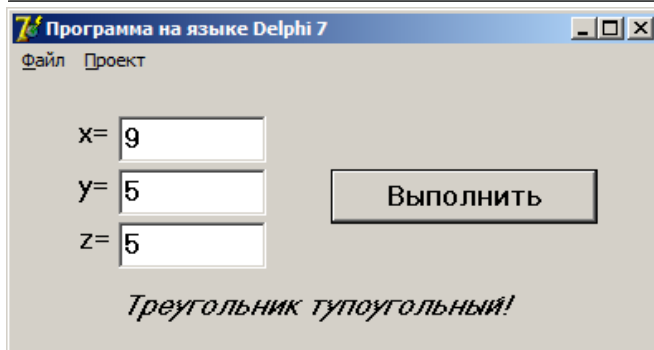 Программа на языке Delphi 7
Файл Проект
x= 9
y= 5
z= 5
Выполнить
Треугольник тупоугольный!